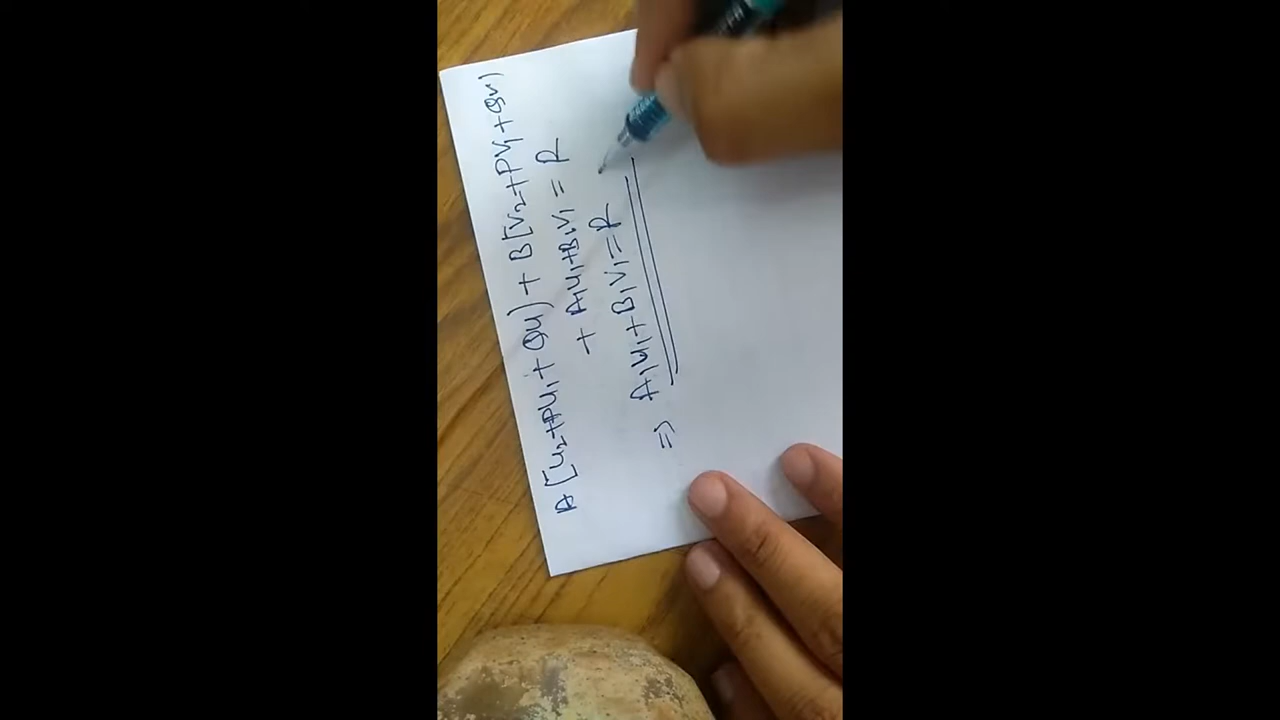 A[u₂+Pu₁+Qu) + B[v₂+Pv₁+Qv)
+ A₁u₁+B₁v₁ = R
⇒ A₁u₁+B₁v₁=R